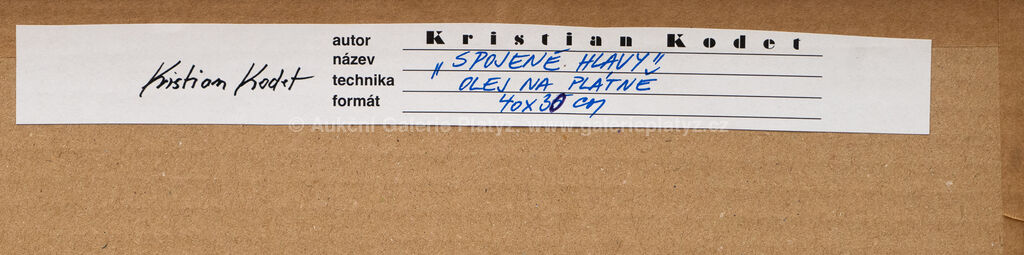 autor Kristian Kodet
název „SPOJENÉ HLAVY"
Kristian Kodet
technika OLEJ NA PLÁTNĚ
formát 40x30 cm
© Aukční Galerie Platýz, www.galerieplatyz.cz